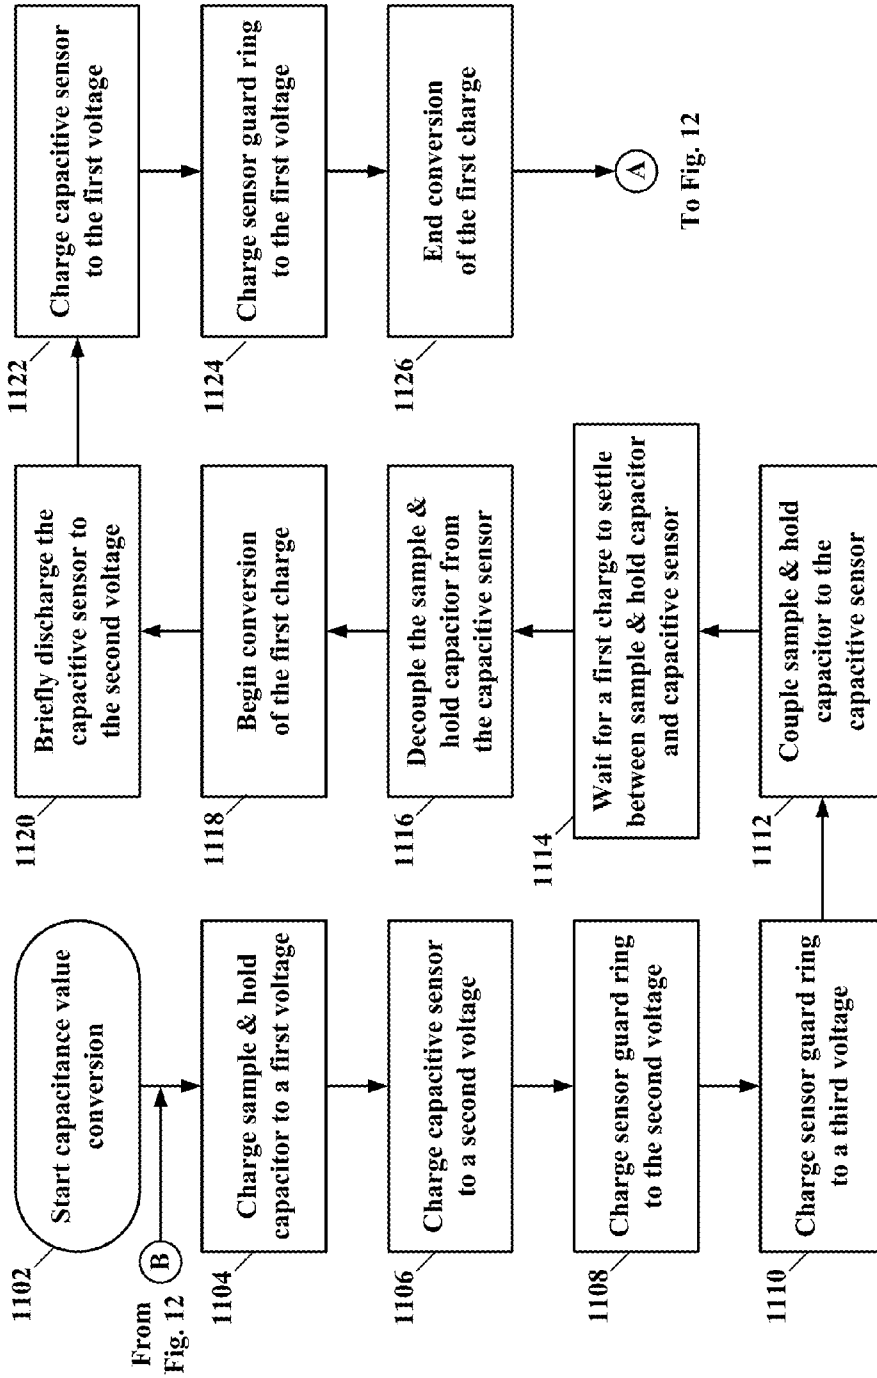 1102
Start capacitance value
conversion
From
Fig. 12
B
1104
Charge sample & hold
capacitor to a first voltage
1106
Charge capacitive sensor
to a second voltage
1108
Charge sensor guard ring
to the second voltage
1110
Charge sensor guard ring
to a third voltage
1112
Couple sample & hold
capacitor to the
capacitive sensor
1114
Wait for a first charge to settle
between sample & hold capacitor
and capacitive sensor
1116
Decouple the sample &
hold capacitor from
the capacitive sensor
1118
Begin conversion
of the first charge
1120
Briefly discharge the
capacitive sensor to
the second voltage
1122
Charge capacitive sensor
to the first voltage
1124
Charge sensor guard ring
to the first voltage
1126
End conversion
of the first charge
A
To Fig. 12